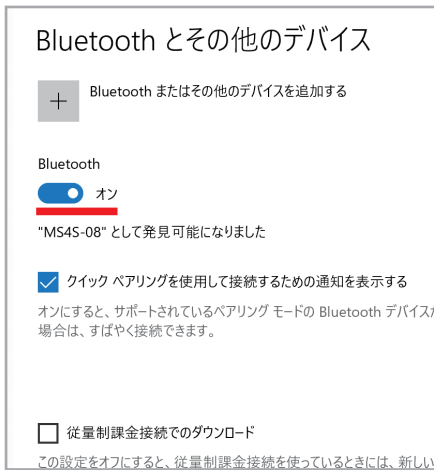 Bluetooth とその他のデバイス
Bluetooth またはその他のデバイスを追加する
Bluetooth
オン
"MS4S-08" として発見可能になりました
クイック ペアリングを使用して接続するための通知を表示する
オンにすると、サポートされているペアリング モードの Bluetooth デバイスが
場合は、すばやく接続できます。
従量制課金接続でのダウンロード
この設定をオフにすると、従量制課金接続を使っているときには、新しい